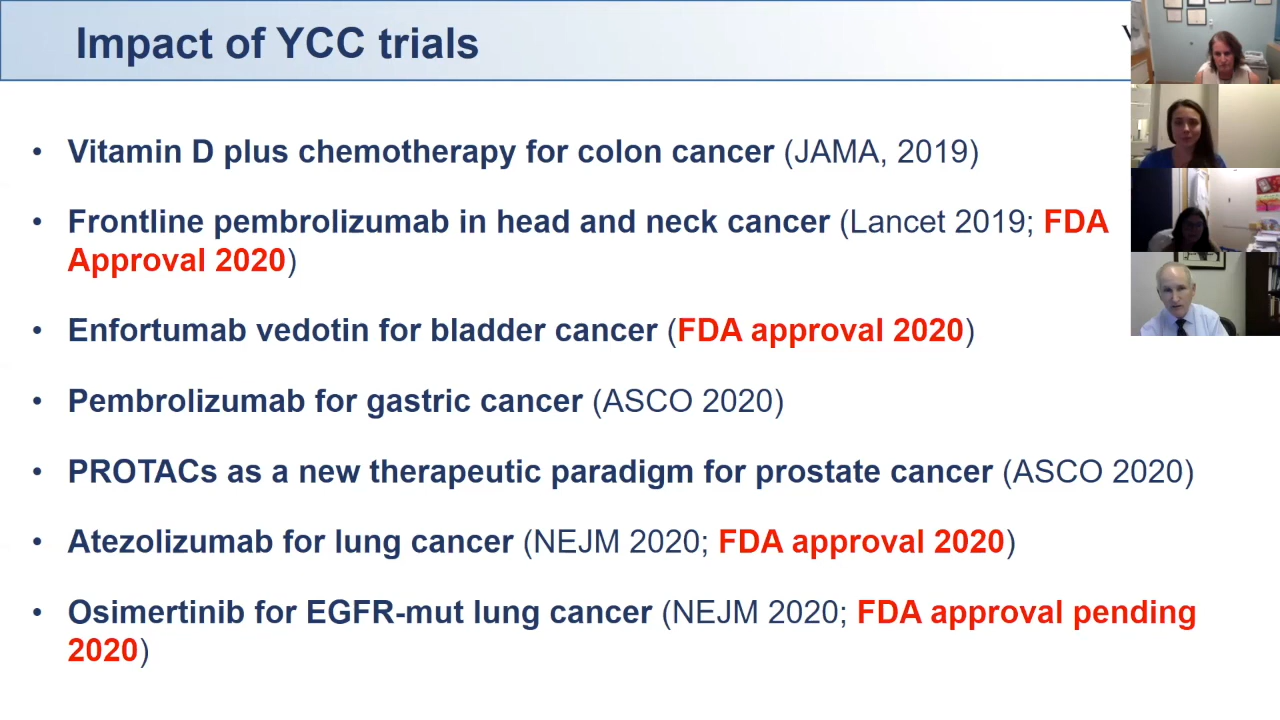 Impact of YCC trials
• Vitamin D plus chemotherapy for colon cancer (JAMA, 2019)
• Frontline pembrolizumab in head and neck cancer (Lancet 2019; FDA
Approval 2020)
• Enfortumab vedotin for bladder cancer (FDA approval 2020)
• Pembrolizumab for gastric cancer (ASCO 2020)
• PROTACs as a new therapeutic paradigm for prostate cancer (ASCO 2020)
• Atezolizumab for lung cancer (NEJM 2020; FDA approval 2020)
• Osimertinib for EGFR-mut lung cancer (NEJM 2020; FDA approval pending
2020)